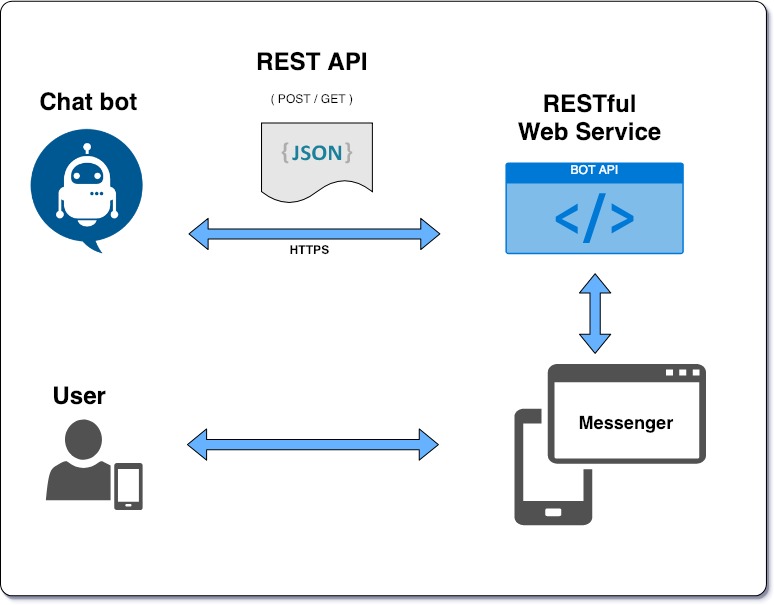 REST API
( POST / GET )
Chat bot
{JSON}
HTTPS
RESTful
Web Service
BOT API
</>
User
Messenger